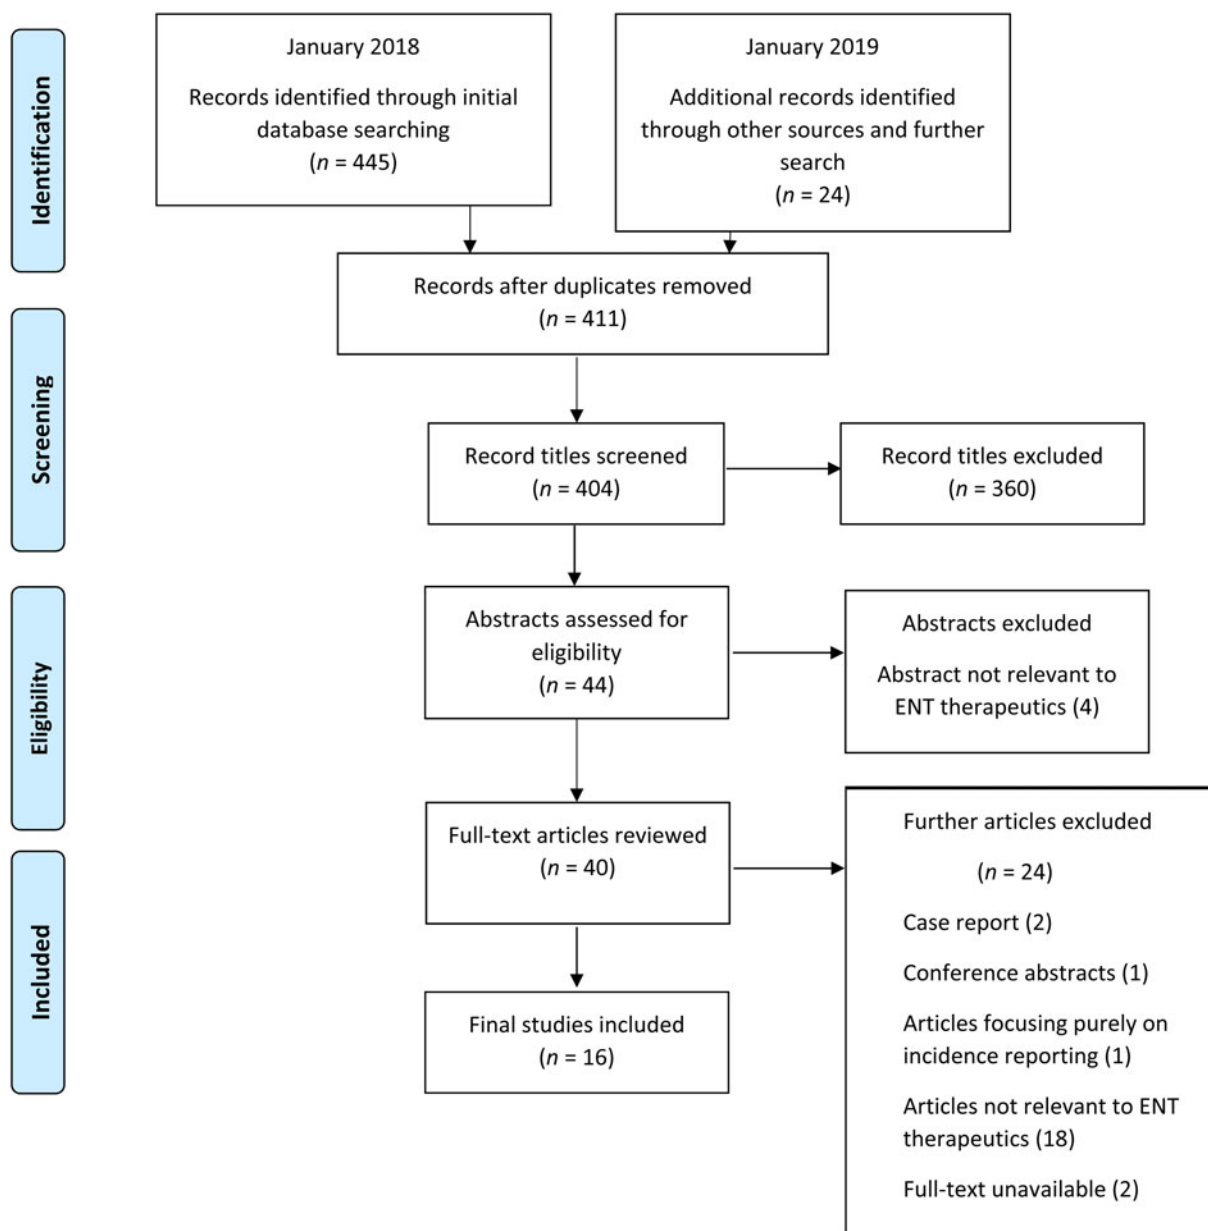 Identification
January 2018
Records identified through initial
database searching
(n = 445)
January 2019
Additional records identified
through other sources and further
search
(n = 24)
Records after duplicates removed
(n = 411)
Screening
Record titles screened
(n = 404)
Record titles excluded
(n = 360)
Eligibility
Abstracts assessed for
eligibility
(n = 44)
Abstracts excluded
Abstract not relevant to
ENT therapeutics (4)
Full-text articles reviewed
(n = 40)
Further articles excluded
(n = 24)
Case report (2)
Conference abstracts (1)
Articles focusing purely on
incidence reporting (1)
Articles not relevant to ENT
therapeutics (18)
Full-text unavailable (2)
Included
Final studies included
(n = 16)